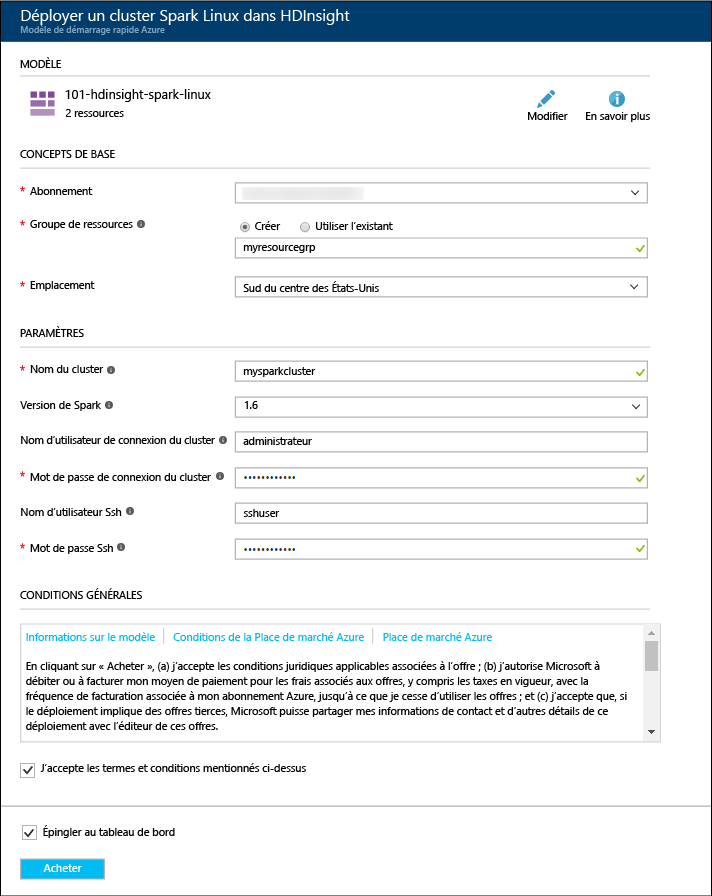 Déployer un cluster Spark Linux dans HDInsight
Modèle de démarrage rapide Azure
MODÈLE
101-hdinsight-spark-linux
2 ressources
Modifier
En savoir plus
CONCEPTS DE BASE
* Abonnement
* Groupe de ressources
Créer
Utiliser l'existant
myresourcegrp
* Emplacement
Sud du centre des États-Unis
PARAMÈTRES
* Nom du cluster
mysparkcluster
Version de Spark
1.6
Nom d'utilisateur de connexion du cluster
administrateur
* Mot de passe de connexion du cluster
••••••••••••
Nom d'utilisateur Ssh
sshuser
* Mot de passe Ssh
••••••••••••
CONDITIONS GÉNÉRALES
Informations sur le modèle
Conditions de la Place de marché Azure
Place de marché Azure
En cliquant sur « Acheter », (a) j'accepte les conditions juridiques applicables associées à l'offre ; (b) j'autorise Microsoft à
débiter ou à facturer mon moyen de paiement pour les frais associés aux offres, y compris les taxes en vigueur, avec la
fréquence de facturation associée à mon abonnement Azure, jusqu'à ce que je cesse d'utiliser les offres ; et (c) j'accepte que, si
le déploiement implique des offres tierces, Microsoft puisse partager mes informations de contact et d'autres détails de ce
déploiement avec l'éditeur de ces offres.
J'accepte les termes et conditions mentionnés ci-dessus
Épingler au tableau de bord
Acheter